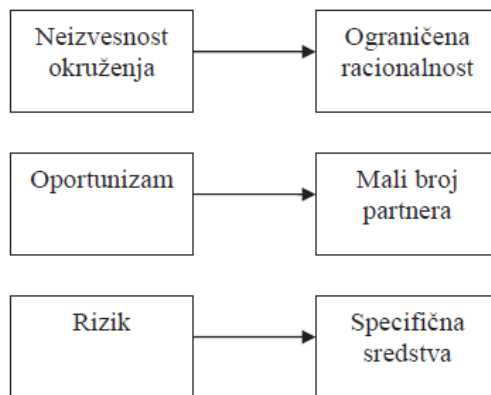 Neizvesnost
okruženja
Ograničena
racionalnost
Oportunizam
Mali broj
partnera
Rizik
Specifična
sredstva